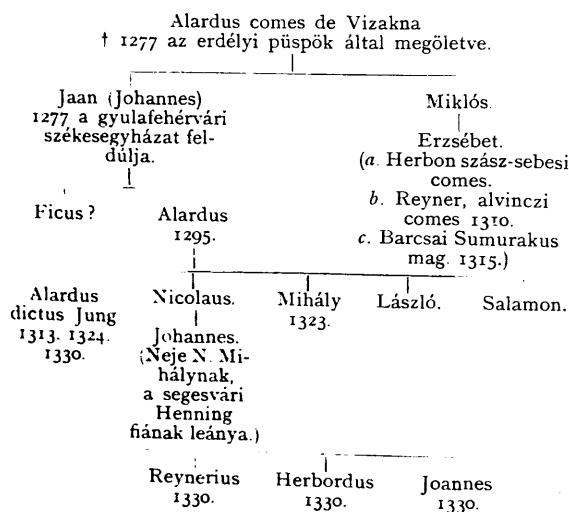 Alardus comes de Vizakna
† 1277 az erdélyi püspök által megöletve.
Jaan (Johannes)
1277 a gyulafehérvári
székesegyházat fel-
dúlja.
Miklós.
Erzsébet.
(a. Herbon szász-sebesi
comes.
b. Reyner, alvinczi
comes 1310.
c. Barcsai Sumurakus
mag. 1315.)
Ficus?
Alardus
1295.
Alardus
dictus Jung
1313. 1324.
1330.
Nicolaus.
Johannes.
(Neje N. Mi-
hálynak,
a segesvári
Henning
fiának leánya.)
Mihály
1323.
László.
Salamon.
Reynerius
1330.
Herbordus
1330.
Joannes
1330.